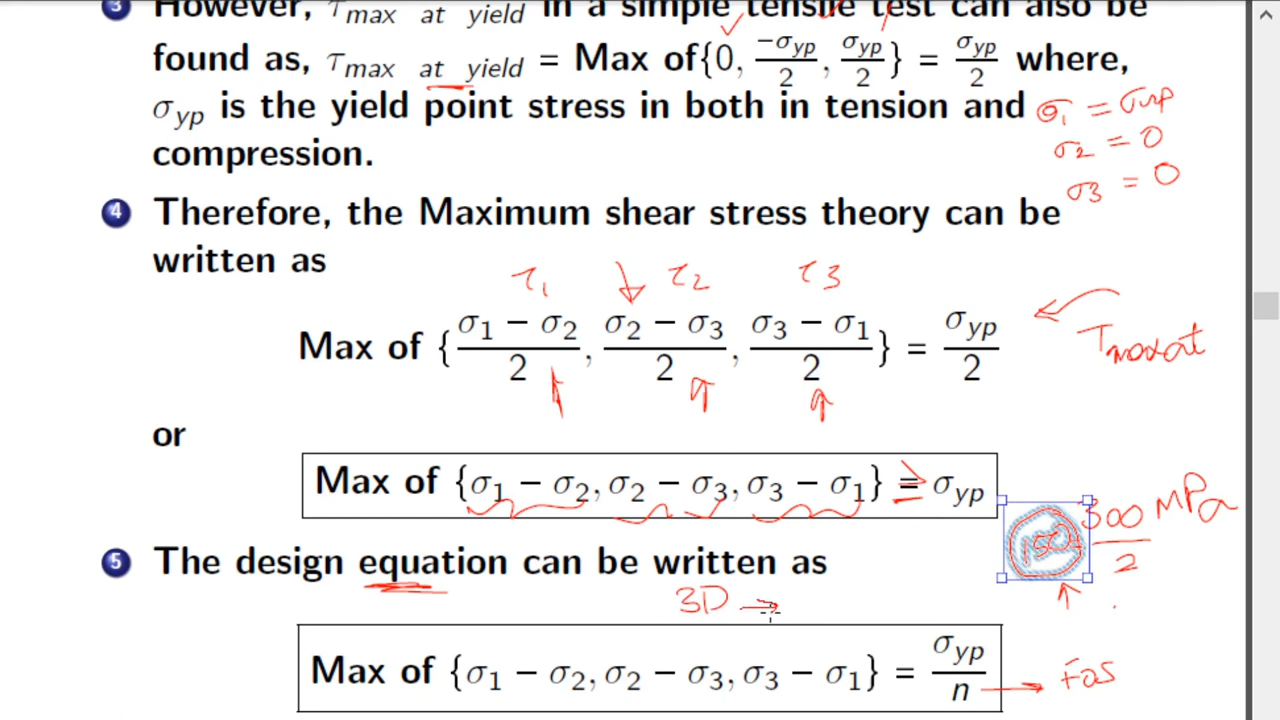 3 However, τmax at yield in a simple tensile test can also be
found as, τmax at yield = Max of{0, −σyp/2, σyp/2} = σyp/2 where,
σyp is the yield point stress in both in tension and
compression.
σ1 = σyp
σ2 = 0
σ3 = 0
4 Therefore, the Maximum shear stress theory can be
written as
τ1 τ2 τ3
Max of {(σ1 − σ2)/2, (σ2 − σ3)/2, (σ3 − σ1)/2} = σyp/2
τmax at
or
Max of {σ1 − σ2, σ2 − σ3, σ3 − σ1} ≥ = σyp
150 300 MPa/2
5 The design equation can be written as
3D →
Max of {σ1 − σ2, σ2 − σ3, σ3 − σ1} = σyp/n → FoS